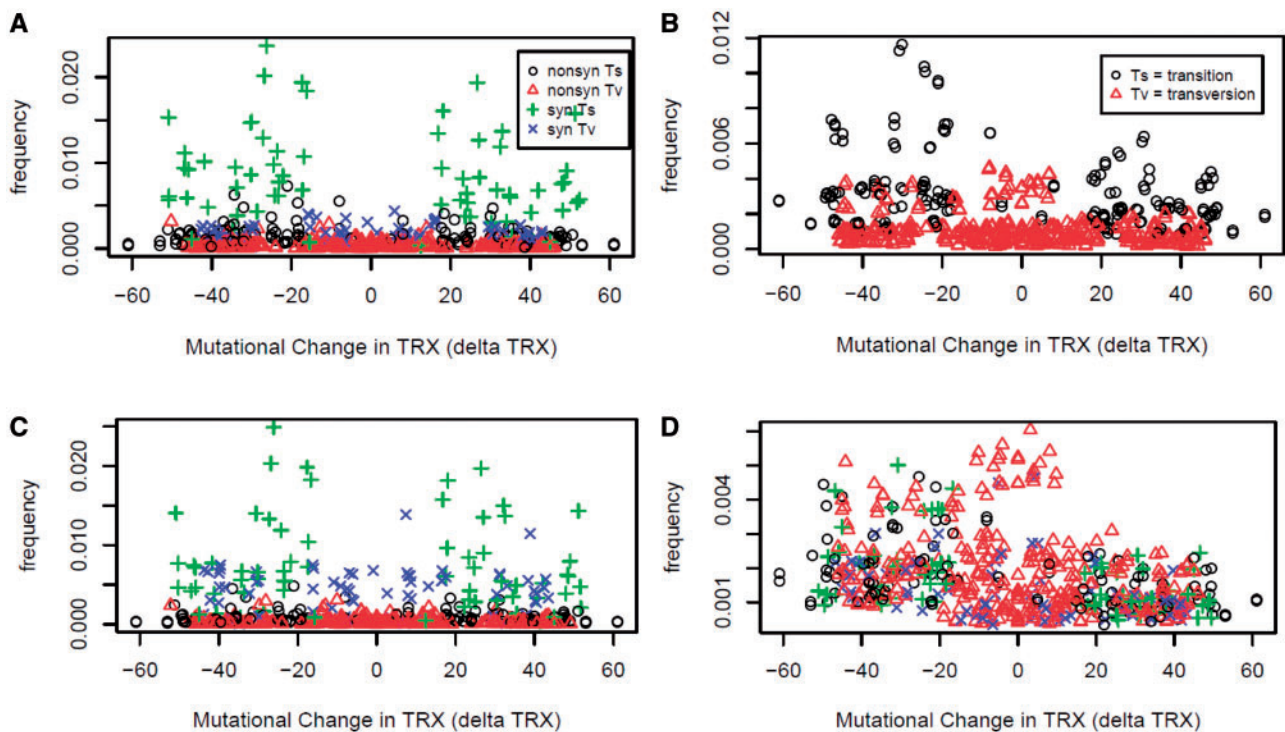 A
frequency
0.020
0.010
0.000
nonsyn Ts
nonsyn Tv
syn Ts
syn Tv
−60 −40 −20 0 20 40 60
Mutational Change in TRX (delta TRX)
B
frequency
0.012
0.006
0.000
Ts = transition
Tv = transversion
−60 −40 −20 0 20 40 60
Mutational Change in TRX (delta TRX)
C
frequency
0.020
0.010
0.000
−60 −40 −20 0 20 40 60
Mutational Change in TRX (delta TRX)
D
frequency
0.004
0.001
−60 −40 −20 0 20 40 60
Mutational Change in TRX (delta TRX)